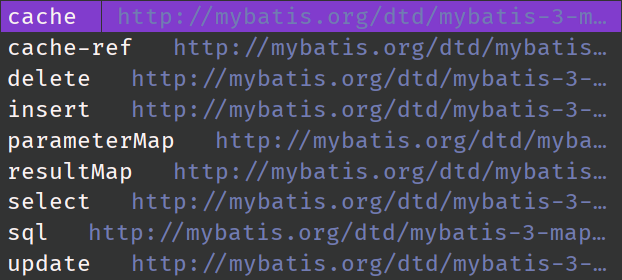 cache http://mybatis.org/dtd/mybatis-3-m…
cache-ref http://mybatis.org/dtd/mybatis…
delete http://mybatis.org/dtd/mybatis-3-…
insert http://mybatis.org/dtd/mybatis-3-…
parameterMap http://mybatis.org/dtd/myba…
resultMap http://mybatis.org/dtd/mybatis…
select http://mybatis.org/dtd/mybatis-3-…
sql http://mybatis.org/dtd/mybatis-3-map…
update http://mybatis.org/dtd/mybatis-3-…